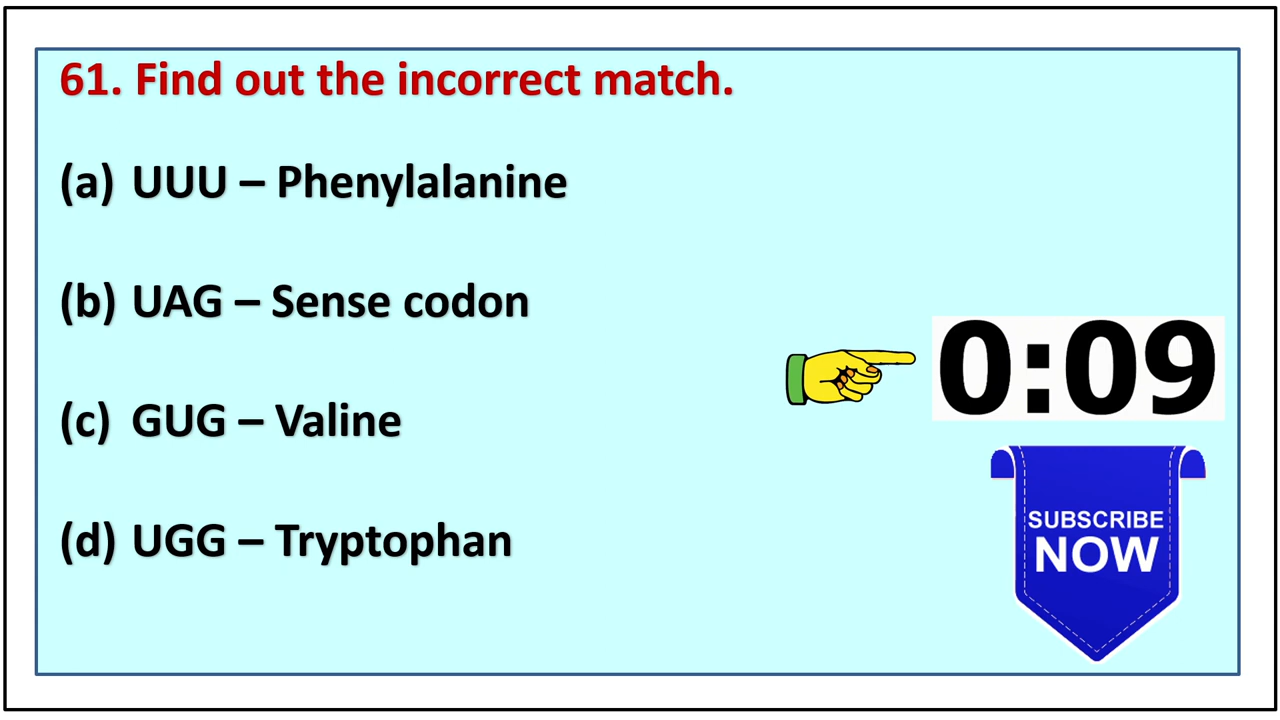 61. Find out the incorrect match.
(a) UUU – Phenylalanine
(b) UAG – Sense codon
(c) GUG – Valine
(d) UGG – Tryptophan
0:09
SUBSCRIBE
NOW